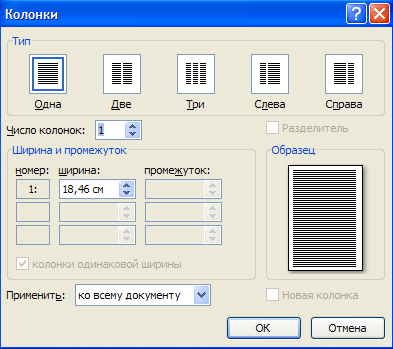 Колонки
Тип
Одна Две Три Слева Справа
Число колонок: 1 Разделитель
Ширина и промежуток Образец
номер: ширина: промежуток:
1: 18,46 см
колонки одинаковой ширины
Применить: ко всему документу Новая колонка
ОК Отмена